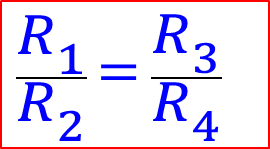 R₁/R₂ = R₃/R₄